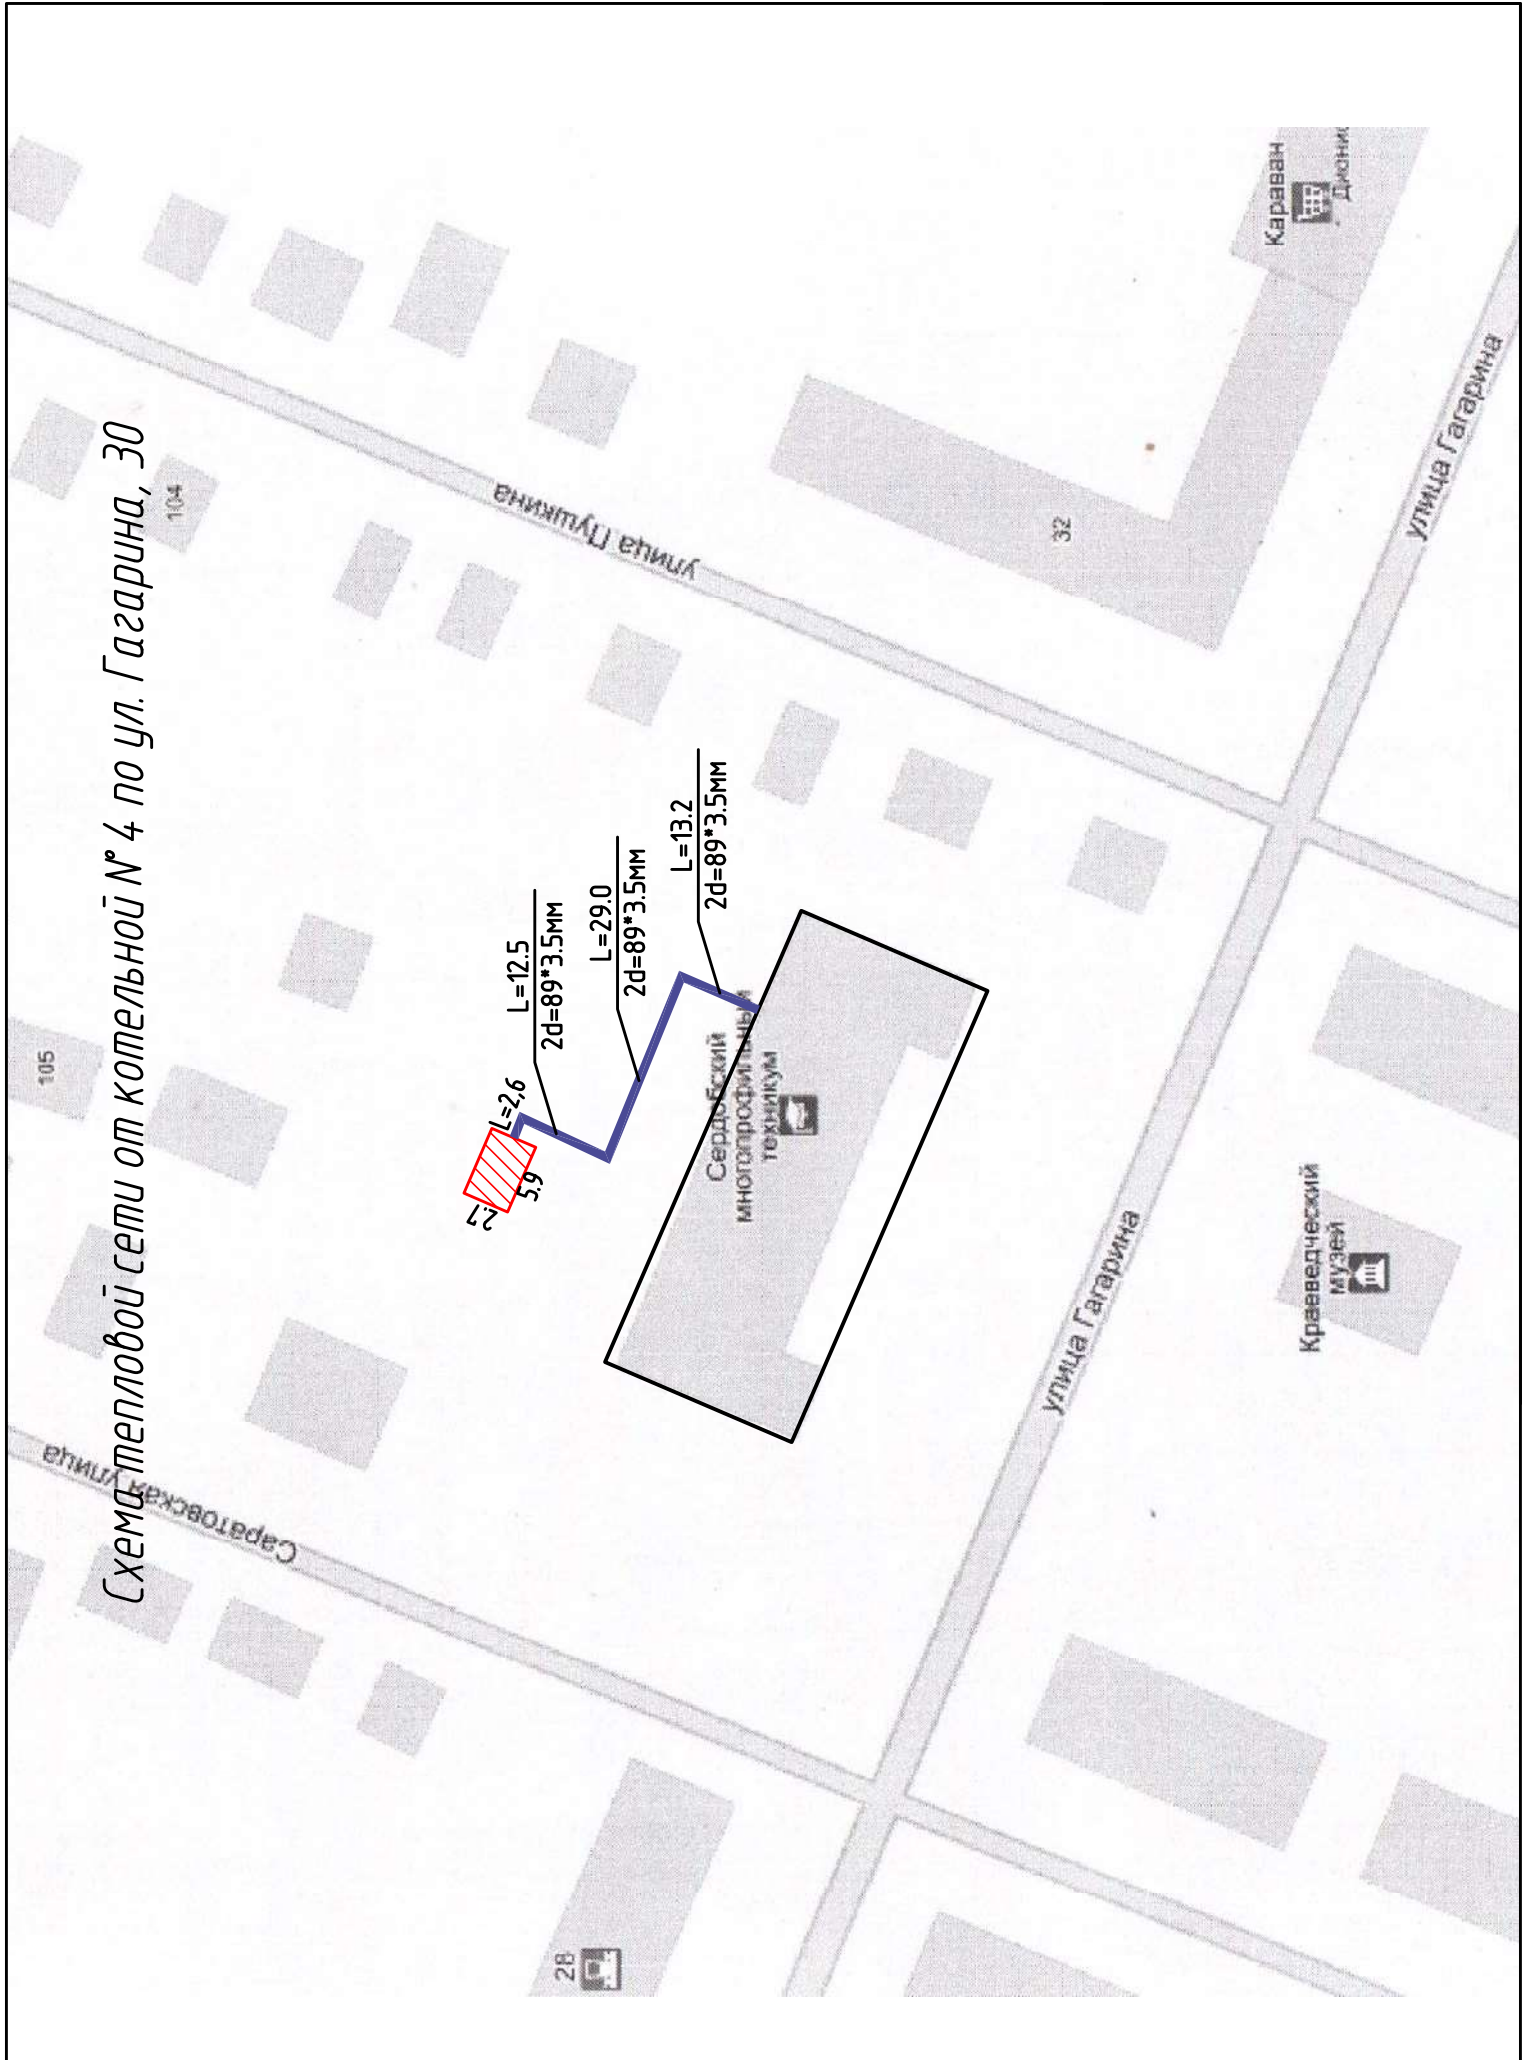 Схема тепловой сети от котельной № 4 по ул. Гагарина, 30
105
104
Саратовская улица
улица Пушкина
L=2,6
2.7
5.9
L=12.5
2d=89*3.5мм
L=29.0
2d=89*3.5мм
L=13.2
2d=89*3.5мм
Сердобский
многопрофильный
техникум
28
32
Караван
улица Гагарина
улица Гагарина
Краеведческий
музей